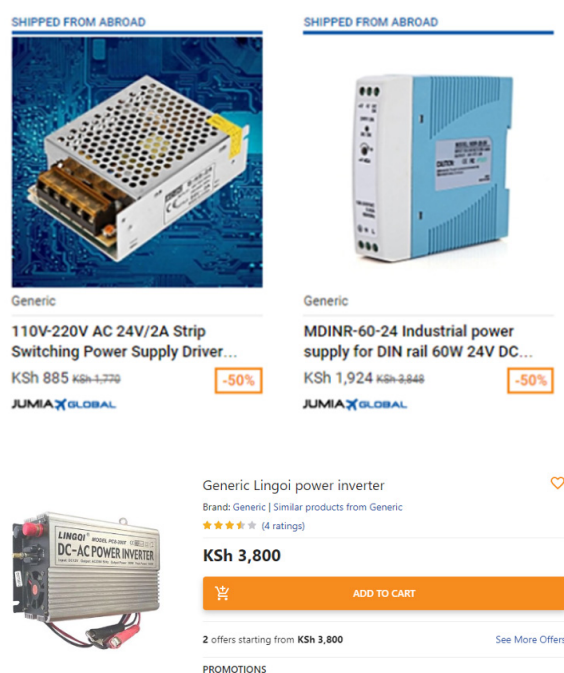 SHIPPED FROM ABROAD
Generic
110V-220V AC 24V/2A Strip
Switching Power Supply Driver...
KSh 885 KSh 1,770
-50%
JUMIA GLOBAL
SHIPPED FROM ABROAD
Generic
MDINR-60-24 Industrial power
supply for DIN rail 60W 24V DC...
KSh 1,924 KSh 3,848
-50%
JUMIA GLOBAL
LINGQI
DC-AC POWER INVERTER
Generic Lingoi power inverter
Brand: Generic | Similar products from Generic
(4 ratings)
KSh 3,800
ADD TO CART
2 offers starting from KSh 3,800
See More Offers
PROMOTIONS